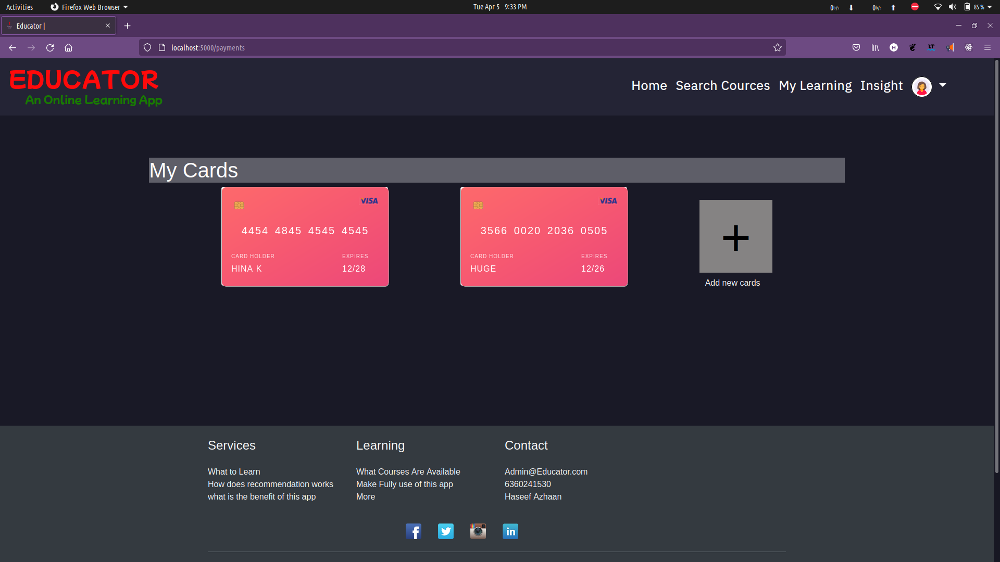 Activities Firefox Web Browser Tue Apr 5 9:33 PM 0b/s 0b/s 85 %
Educator |
localhost:5000/payments
EDUCATOR
An Online Learning App
Home Search Cources My Learning Insight
My Cards
VISA
4454 4845 4545 4545
CARD HOLDER EXPIRES
HINA K 12/28
VISA
3566 0020 2036 0505
CARD HOLDER EXPIRES
HUGE 12/26
+
Add new cards
Services
What to Learn
How does recommendation works
what is the benefit of this app
Learning
What Courses Are Available
Make Fully use of this app
More
Contact
Admin@Educator.com
6360241530
Haseef Azhaan